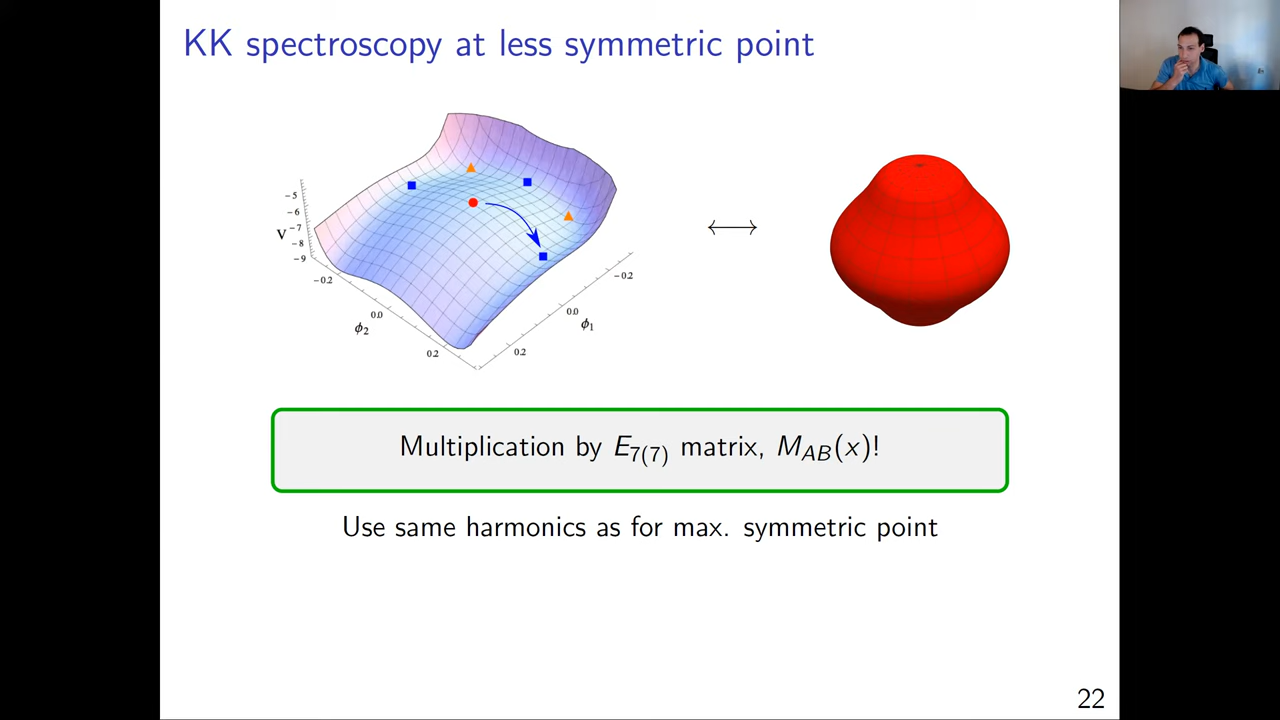 KK spectroscopy at less symmetric point
−5
−6
V −7
−8
−9
−0.2
0.0
ϕ2
0.2
−0.2
0.0
ϕ1
0.2
Multiplication by E7(7) matrix, MAB(x)!
Use same harmonics as for max. symmetric point
22